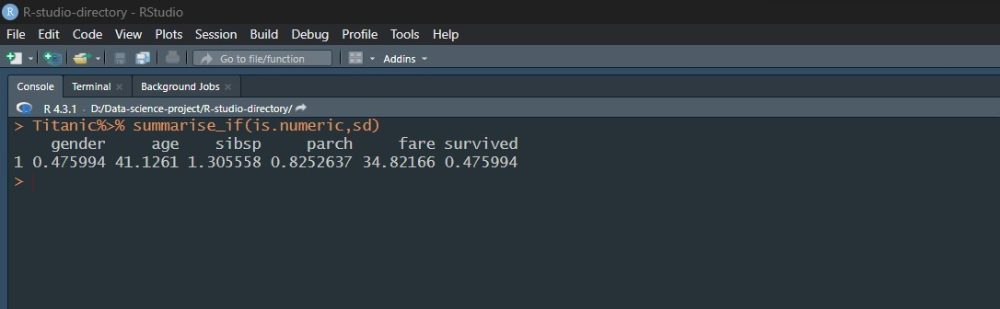 R R-studio-directory - RStudio
File Edit Code View Plots Session Build Debug Profile Tools Help
Go to file/function Addins
Console Terminal Background Jobs
R 4.3.1 · D:/Data-science-project/R-studio-directory/
> Titanic%>% summarise_if(is.numeric,sd)
gender age sibsp parch fare survived
1 0.475994 41.1261 1.305558 0.8252637 34.82166 0.475994
>